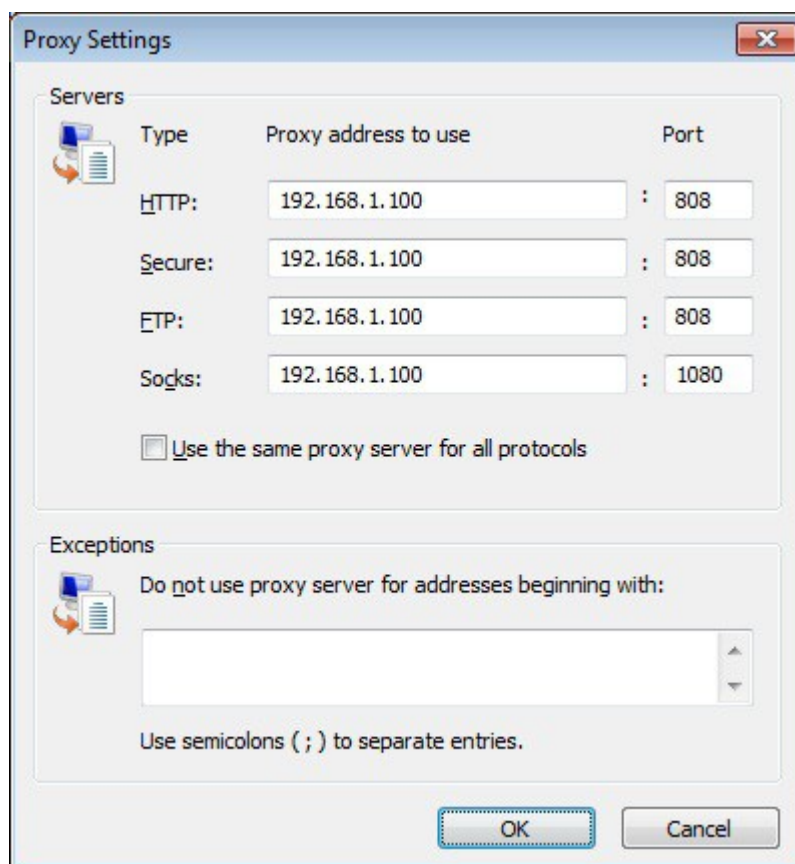 Proxy Settings
Servers
Type Proxy address to use Port
HTTP: 192.168.1.100 : 808
Secure: 192.168.1.100 : 808
FTP: 192.168.1.100 : 808
Socks: 192.168.1.100 : 1080
Use the same proxy server for all protocols
Exceptions
Do not use proxy server for addresses beginning with:
Use semicolons ( ; ) to separate entries.
OK Cancel